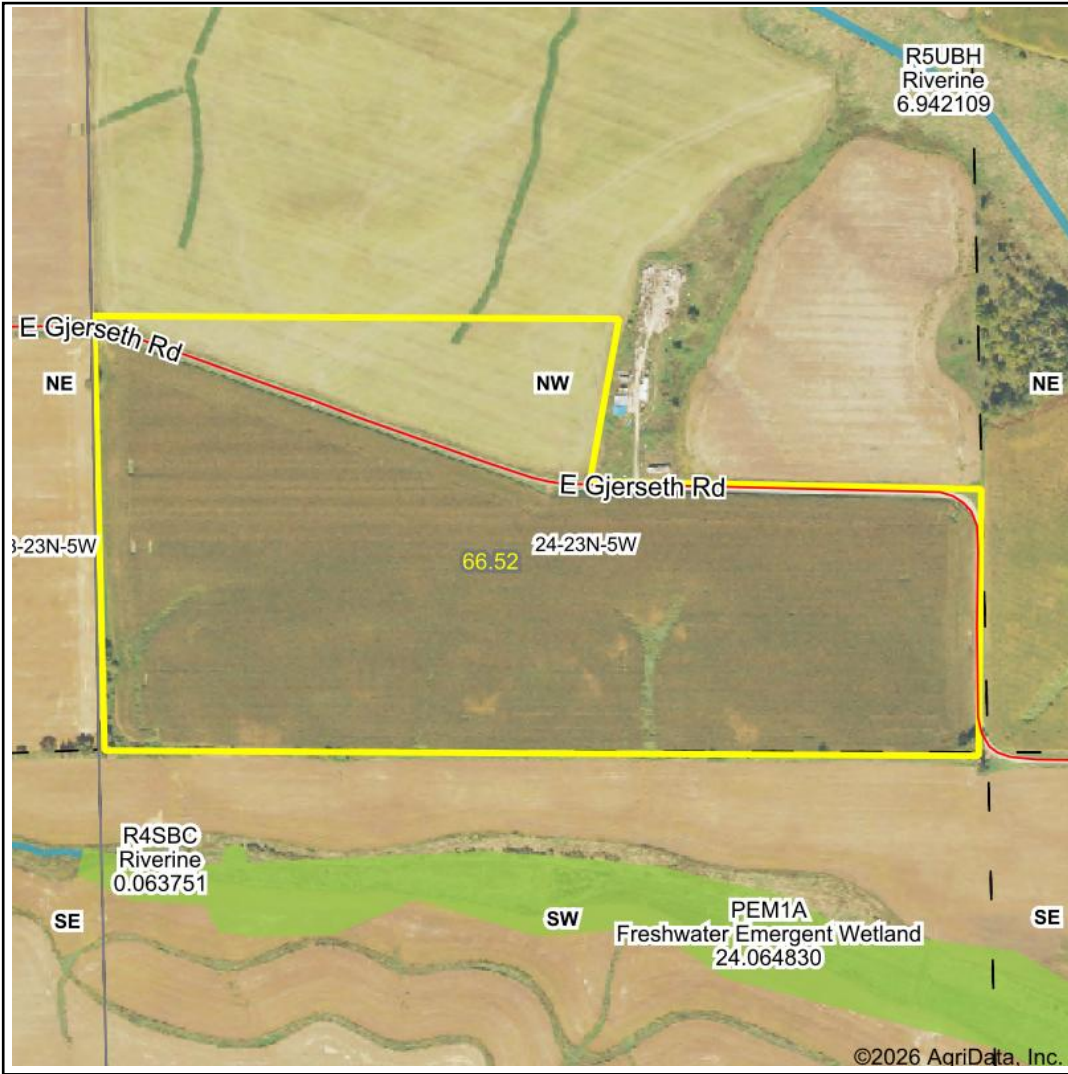 R5UBH
Riverine
6.942109
E Gjerseth Rd
NE
NW
NE
E Gjerseth Rd
3-23N-5W
24-23N-5W
66.52
R4SBC
Riverine
0.063751
SE
SW
PEM1A
Freshwater Emergent Wetland
24.064830
SE
©2026 AgriData, Inc.